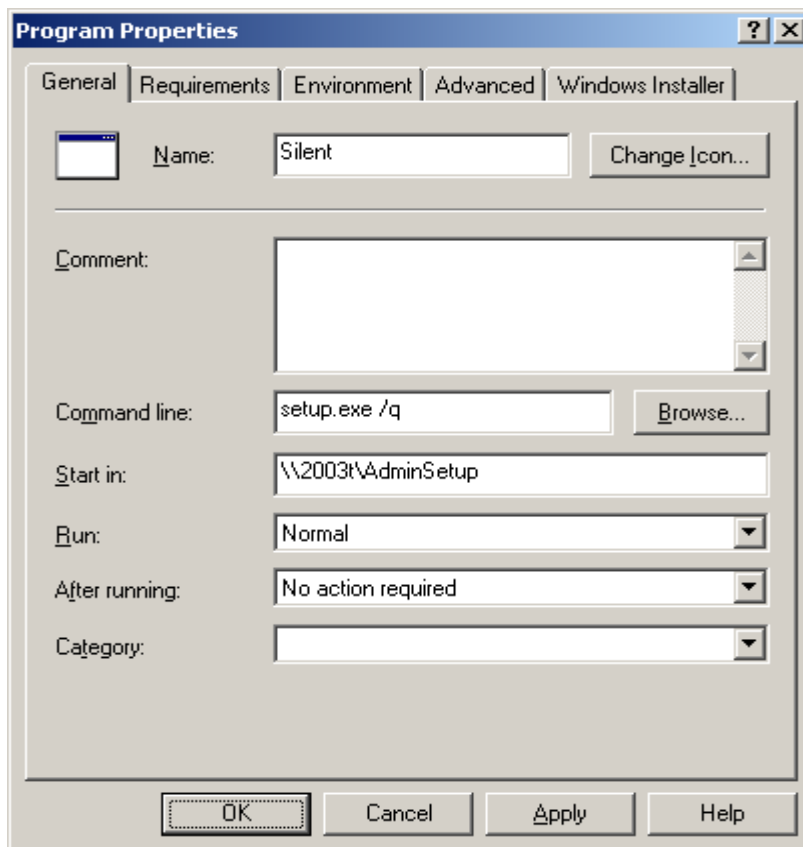 Program Properties
General Requirements Environment Advanced Windows Installer
Name: Silent Change Icon...
Comment:
Command line: setup.exe /q Browse...
Start in: \\2003t\AdminSetup
Run: Normal
After running: No action required
Category:
OK Cancel Apply Help